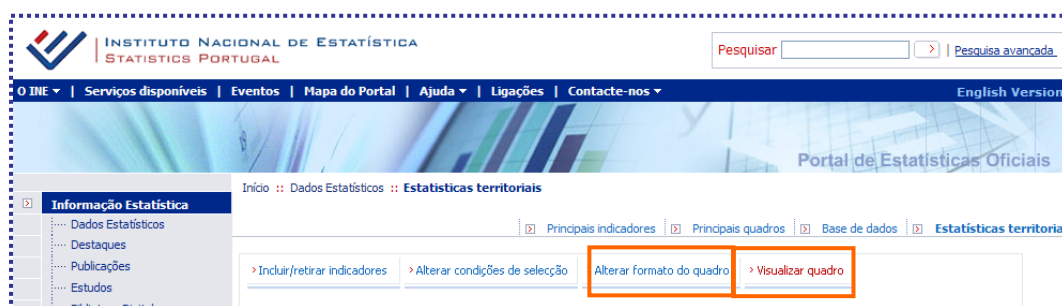 INSTITUTO NACIONAL DE ESTATÍSTICA
STATISTICS PORTUGAL
Pesquisar
Pesquisa avançada
O INE | Serviços disponíveis | Eventos | Mapa do Portal | Ajuda | Ligações | Contacte-nos
English Version
Portal de Estatísticas Oficiais
Início :: Dados Estatísticos :: Estatisticas territoriais
Informação Estatística
Dados Estatísticos
Destaques
Publicações
Estudos
Principais indicadores
Principais quadros
Base de dados
Estatísticas territoria
Incluir/retirar indicadores
Alterar condições de selecção
Alterar formato do quadro
Visualizar quadro